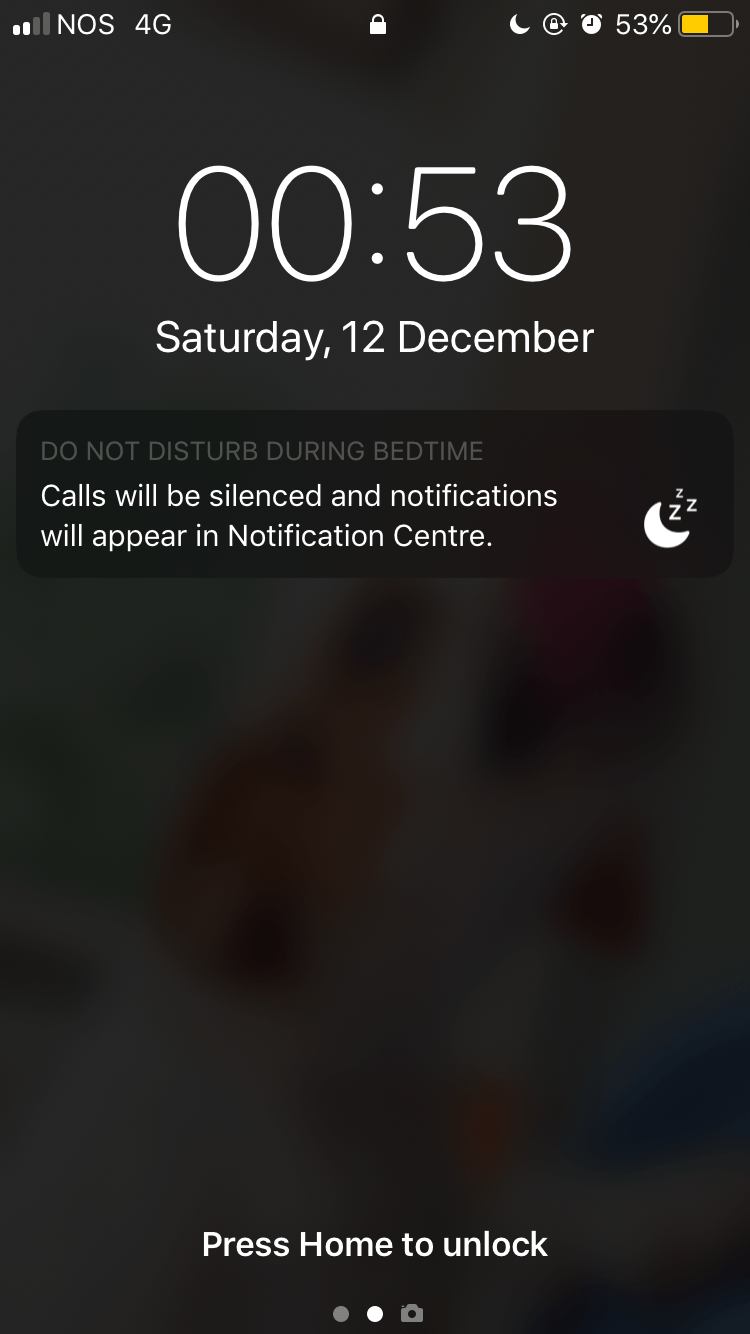 NOS 4G 53%
00:53
Saturday, 12 December
DO NOT DISTURB DURING BEDTIME
Calls will be silenced and notifications
will appear in Notification Centre.
z
z
z
Press Home to unlock